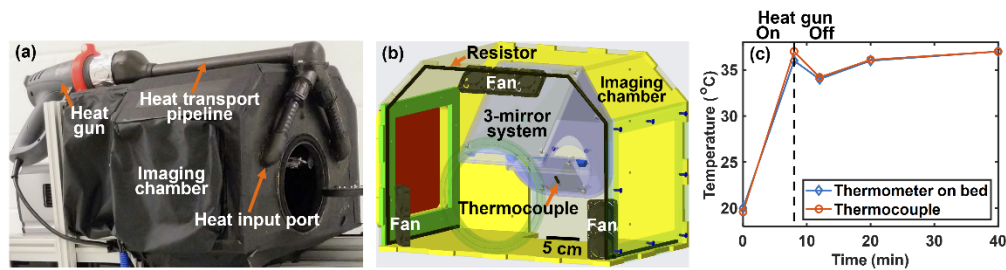 (a)
Heat transport
pipeline
Heat
gun
Imaging
chamber
Heat input port
(b)
Resistor
Fan
Imaging
chamber
3-mirror
system
Thermocouple
Fan
Fan
5 cm
Heat gun
On Off
(c)
Temperature (°C)
35
30
25
20
Thermometer on bed
Thermocouple
0 10 20 30 40
Time (min)